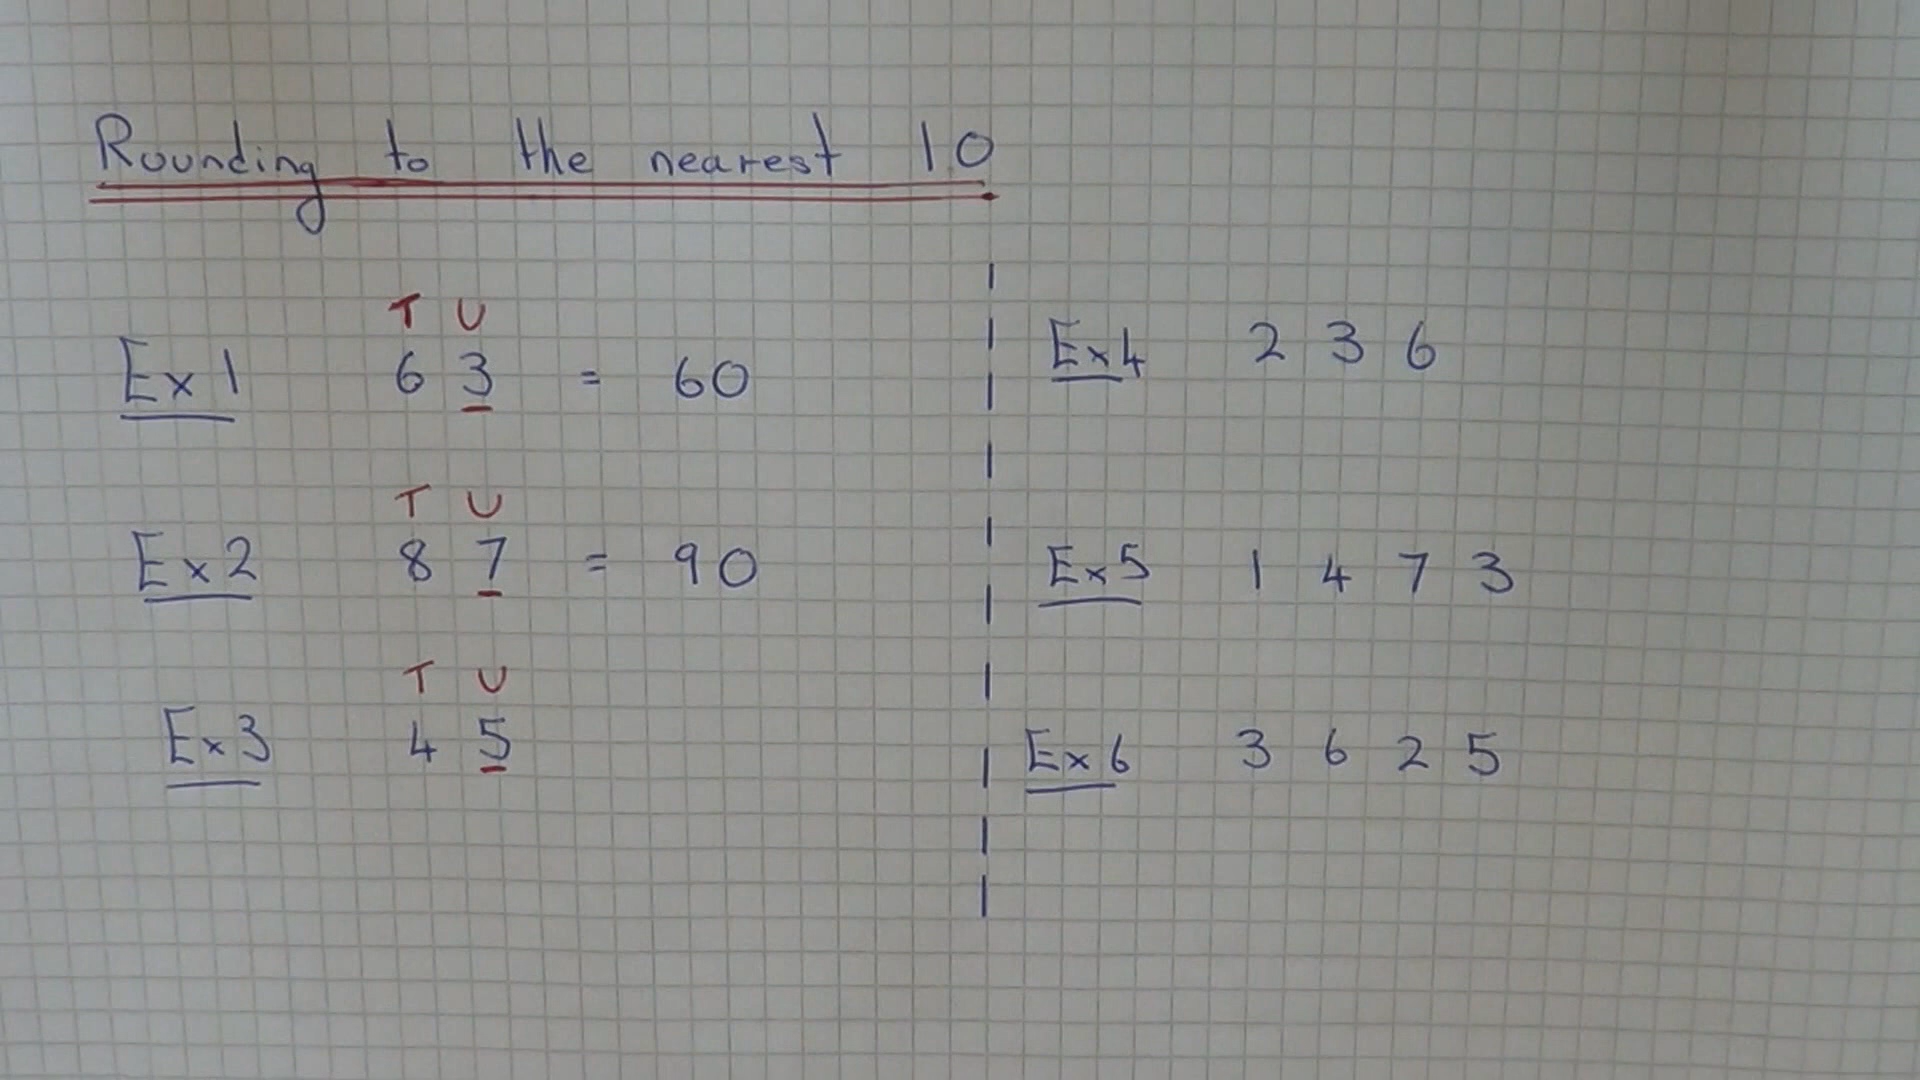 Rounding to the nearest 10
T U
Ex 1 6 3 = 60
T U
Ex 2 8 7 = 90
T U
Ex 3 4 5
Ex 4 2 3 6
Ex 5 1 4 7 3
Ex 6 3 6 2 5